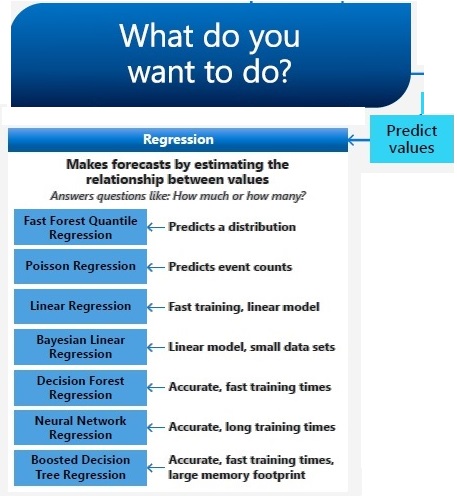 What do you
want to do?
Predict
values
Regression
Makes forecasts by estimating the
relationship between values
Answers questions like: How much or how many?
Fast Forest Quantile
Regression
Predicts a distribution
Poisson Regression
Predicts event counts
Linear Regression
Fast training, linear model
Bayesian Linear
Regression
Linear model, small data sets
Decision Forest
Regression
Accurate, fast training times
Neural Network
Regression
Accurate, long training times
Boosted Decision
Tree Regression
Accurate, fast training times,
large memory footprint